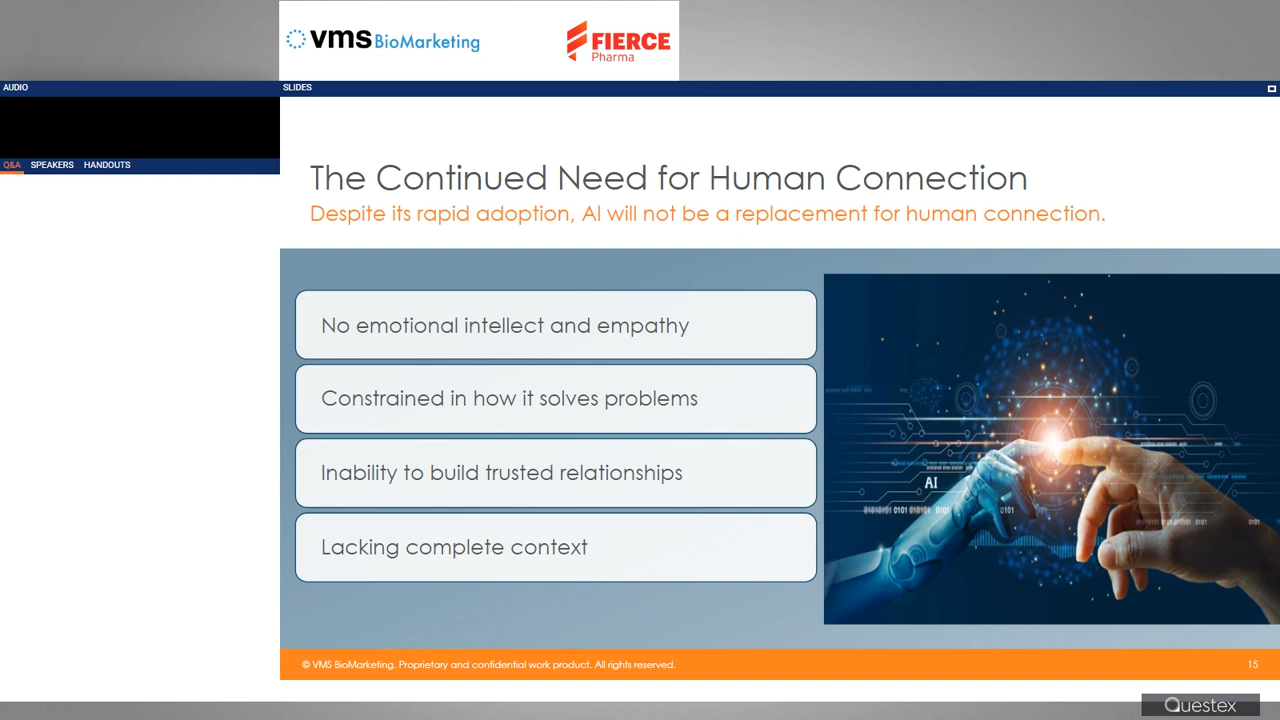 vms BioMarketing
FIERCE
Pharma
AUDIO
SLIDES
Q&A SPEAKERS HANDOUTS
The Continued Need for Human Connection
Despite its rapid adoption, AI will not be a replacement for human connection.
No emotional intellect and empathy
Constrained in how it solves problems
Inability to build trusted relationships
Lacking complete context
AI
0101
0101
© VMS BioMarketing. Proprietary and confidential work product. All rights reserved.
15
Questex